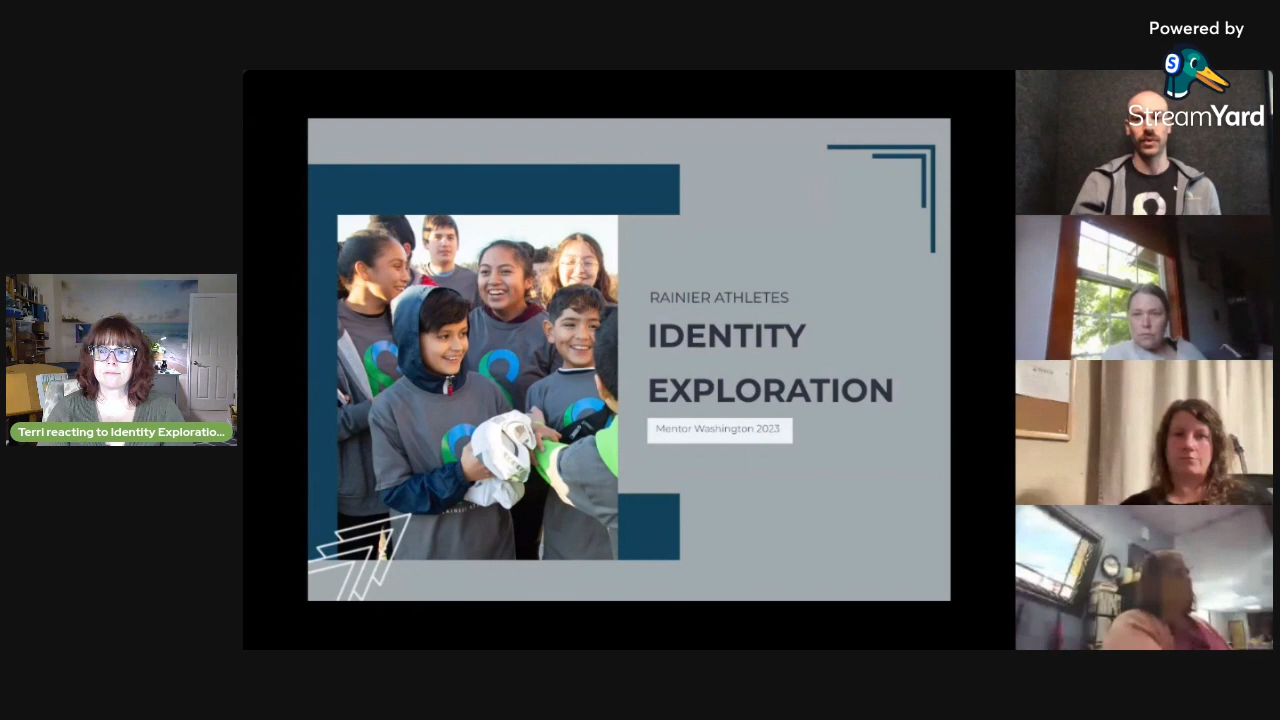 Powered by
StreamYard
RAINIER ATHLETES
IDENTITY
EXPLORATION
Mentor Washington 2023
Terri reacting to Identity Exploratio...